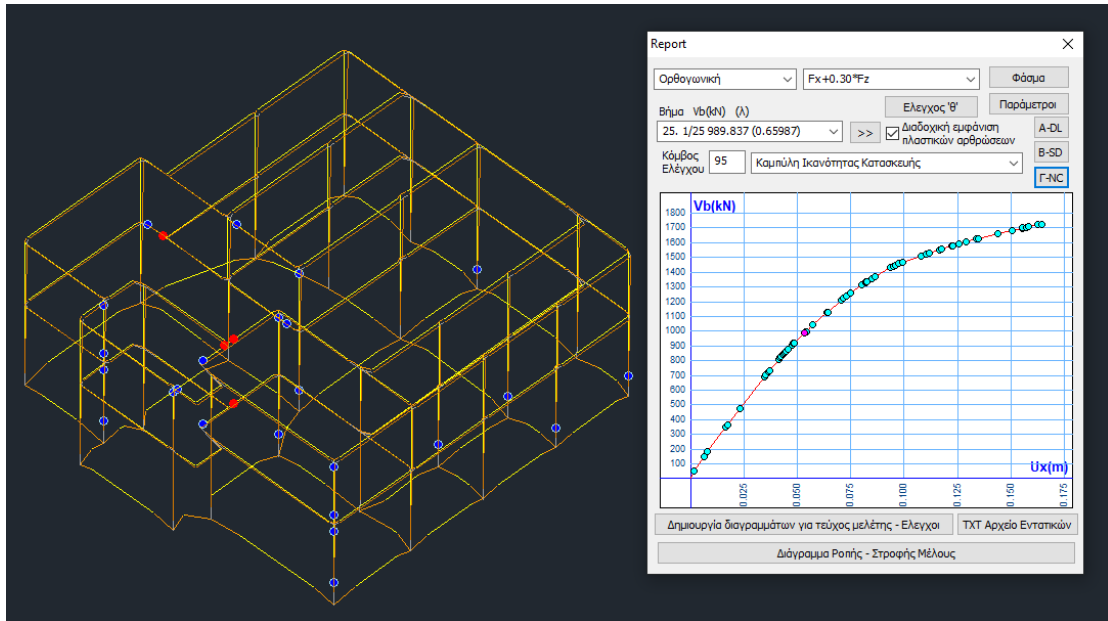 Report
Ορθογωνική
Fx+0.30*Fz
Φάσμα
Ελεγχος 'θ'
Παράμετροι
Βήμα Vb(kN) (λ)
25. 1/25 989.837 (0.65987)
>>
Διαδοχική εμφάνιση
πλαστικών αρθρώσεων
A-DL
B-SD
Γ-NC
Κόμβος
Ελέγχου
95
Καμπύλη Ικανότητας Κατασκευής
Vb(kN)
1800
1700
1600
1500
1400
1300
1200
1100
1000
900
800
700
600
500
400
300
200
100
Ux(m)
0.025
0.050
0.075
0.100
0.125
0.150
0.175
Δημιουργία διαγραμμάτων για τεύχος μελέτης - Ελεγχοι
TXT Αρχείο Εντατικών
Διάγραμμα Ροπής - Στροφής Μέλους